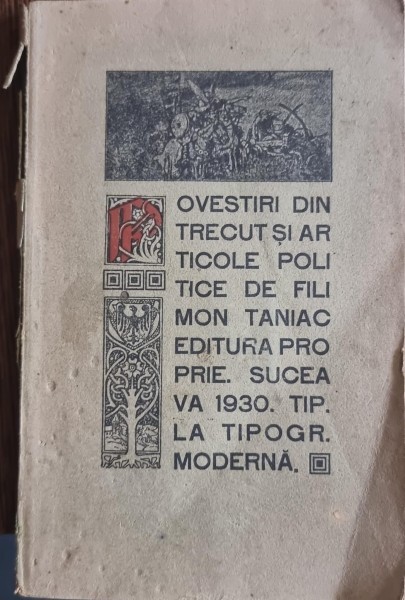 POVESTIRI DIN
TRECUT ȘI AR
TICOLE POLI
TICE DE FILI
MON TANIAC
EDITURA PRO
PRIE. SUCEA
VA 1930. TIP.
LA TIPOGR.
MODERNĂ.